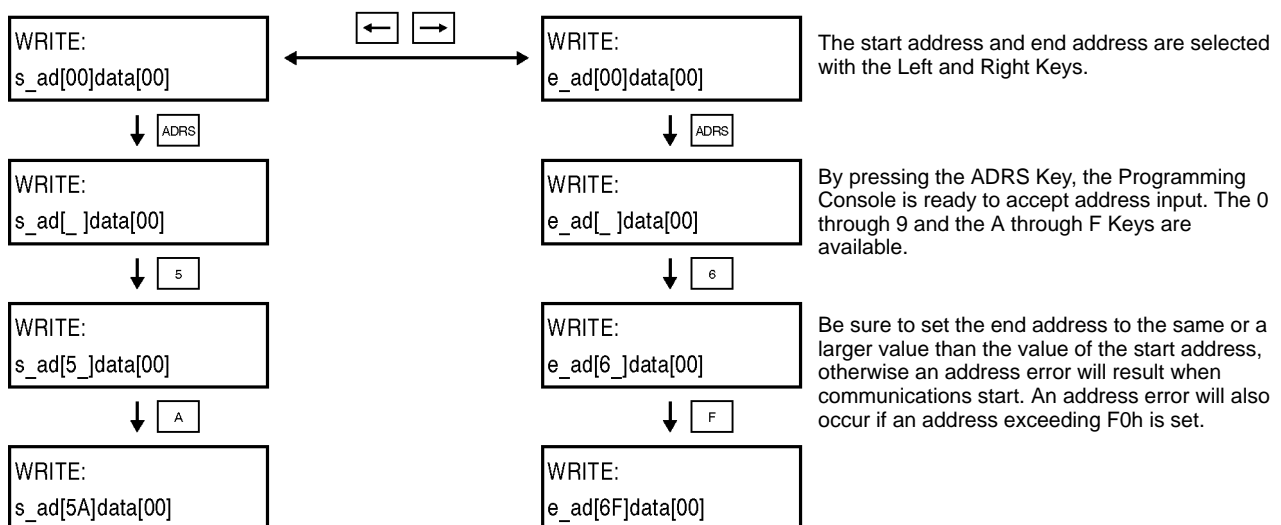 ← →
WRITE:
s_ad[00]data[00]
WRITE:
e_ad[00]data[00]
The start address and end address are selected
with the Left and Right Keys.
ADRS
ADRS
WRITE:
s_ad[_ ]data[00]
WRITE:
e_ad[_ ]data[00]
By pressing the ADRS Key, the Programming
Console is ready to accept address input. The 0
through 9 and the A through F Keys are
available.
5
6
WRITE:
s_ad[5_]data[00]
WRITE:
e_ad[6_]data[00]
Be sure to set the end address to the same or a
larger value than the value of the start address,
otherwise an address error will result when
communications start. An address error will also
occur if an address exceeding F0h is set.
A
F
WRITE:
s_ad[5A]data[00]
WRITE:
e_ad[6F]data[00]